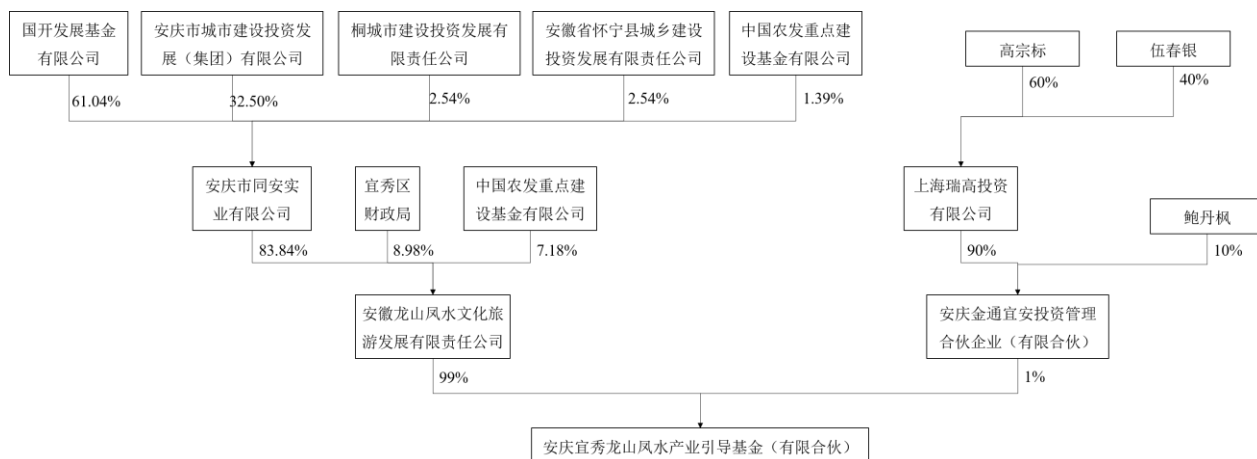 国开发展基金
有限公司
安庆市城市建设投资发
展（集团）有限公司
桐城市建设投资发展有
限责任公司
安徽省怀宁县城乡建设
投资发展有限责任公司
中国农发重点建
设基金有限公司
高宗标
伍春银
61.04%
32.50%
2.54%
2.54%
1.39%
60%
40%
安庆市同安实
业有限公司
宜秀区
财政局
中国农发重点建
设基金有限公司
上海瑞高投资
有限公司
鲍丹枫
83.84%
8.98%
7.18%
90%
10%
安徽龙山凤水文化旅
游发展有限责任公司
安庆金通宜安投资管理
合伙企业（有限合伙）
99%
1%
安庆宜秀龙山凤水产业引导基金（有限合伙）